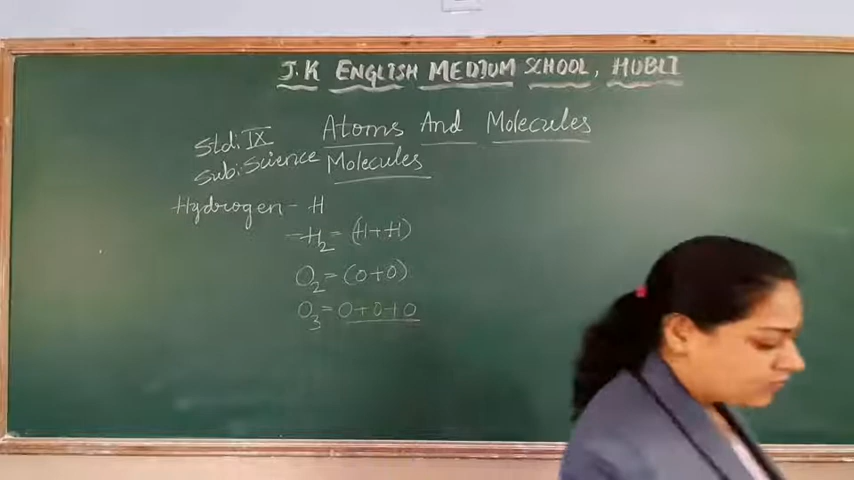 J.K ENGLISH MEDIUM SCHOOL, HUBLI
Std:IX Atoms And Molecules
Sub:Science Molecules
Hydrogen - H
- H2 = (H+H)
O2 = (O+O)
O3 = O+O+O